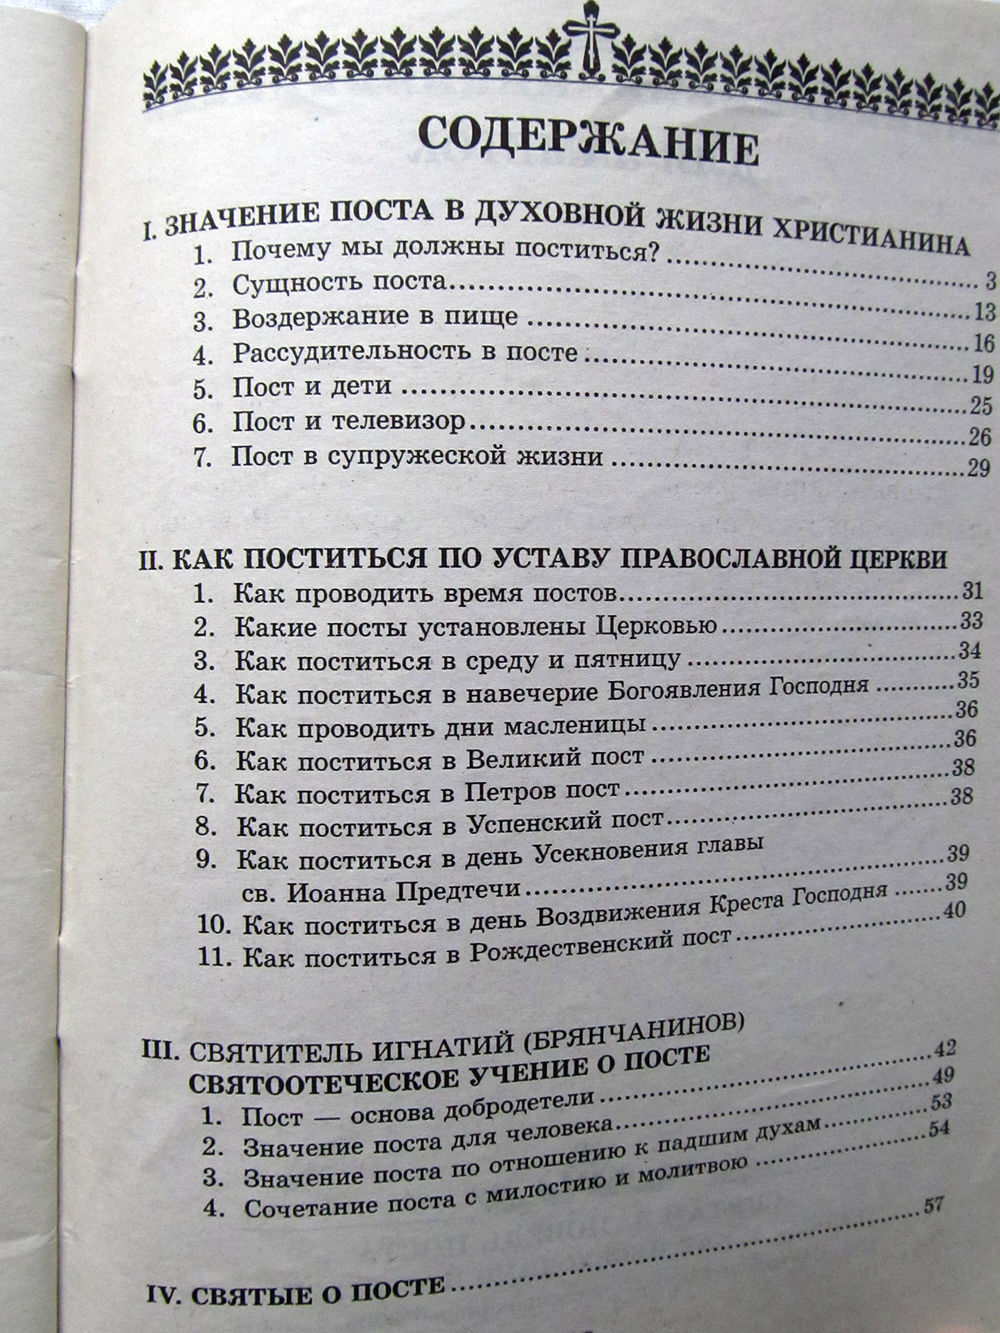 СОДЕРЖАНИЕ
I. ЗНАЧЕНИЕ ПОСТА В ДУХОВНОЙ ЖИЗНИ ХРИСТИАНИНА
1. Почему мы должны поститься? 3
2. Сущность поста 13
3. Воздержание в пище 16
4. Рассудительность в посте 19
5. Пост и дети 25
6. Пост и телевизор 26
7. Пост в супружеской жизни 29
II. КАК ПОСТИТЬСЯ ПО УСТАВУ ПРАВОСЛАВНОЙ ЦЕРКВИ
1. Как проводить время постов 31
2. Какие посты установлены Церковью 33
3. Как поститься в среду и пятницу 34
4. Как поститься в навечерие Богоявления Господня 35
5. Как проводить дни масленицы 36
6. Как поститься в Великий пост 36
7. Как поститься в Петров пост 38
8. Как поститься в Успенский пост 38
9. Как поститься в день Усекновения главы
св. Иоанна Предтечи 39
10. Как поститься в день Воздвижения Креста Господня 39
11. Как поститься в Рождественский пост 40
III. СВЯТИТЕЛЬ ИГНАТИЙ (БРЯНЧАНИНОВ)
СВЯТООТЕЧЕСКОЕ УЧЕНИЕ О ПОСТЕ
1. Пост — основа добродетели 42
2. Значение поста для человека 49
3. Значение поста по отношению к падшим духам 53
4. Сочетание поста с милостию и молитвою 54
IV. СВЯТЫЕ О ПОСТЕ 57